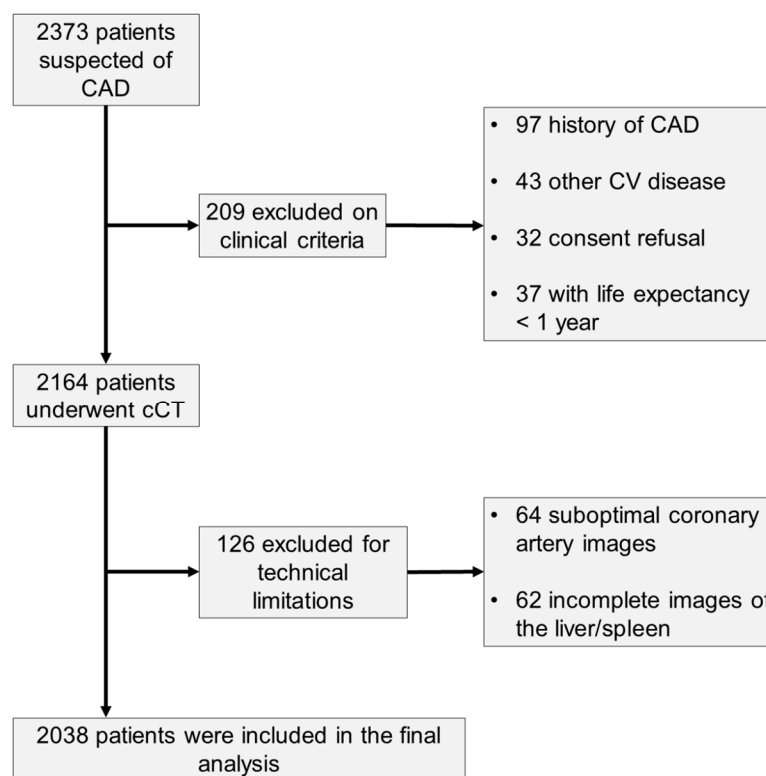 2373 patients
suspected of
CAD
• 97 history of CAD
• 43 other CV disease
209 excluded on
clinical criteria
• 32 consent refusal
• 37 with life expectancy
< 1 year
2164 patients
underwent cCT
• 64 suboptimal coronary
artery images
126 excluded for
technical
limitations
• 62 incomplete images of
the liver/spleen
2038 patients were included in the final
analysis